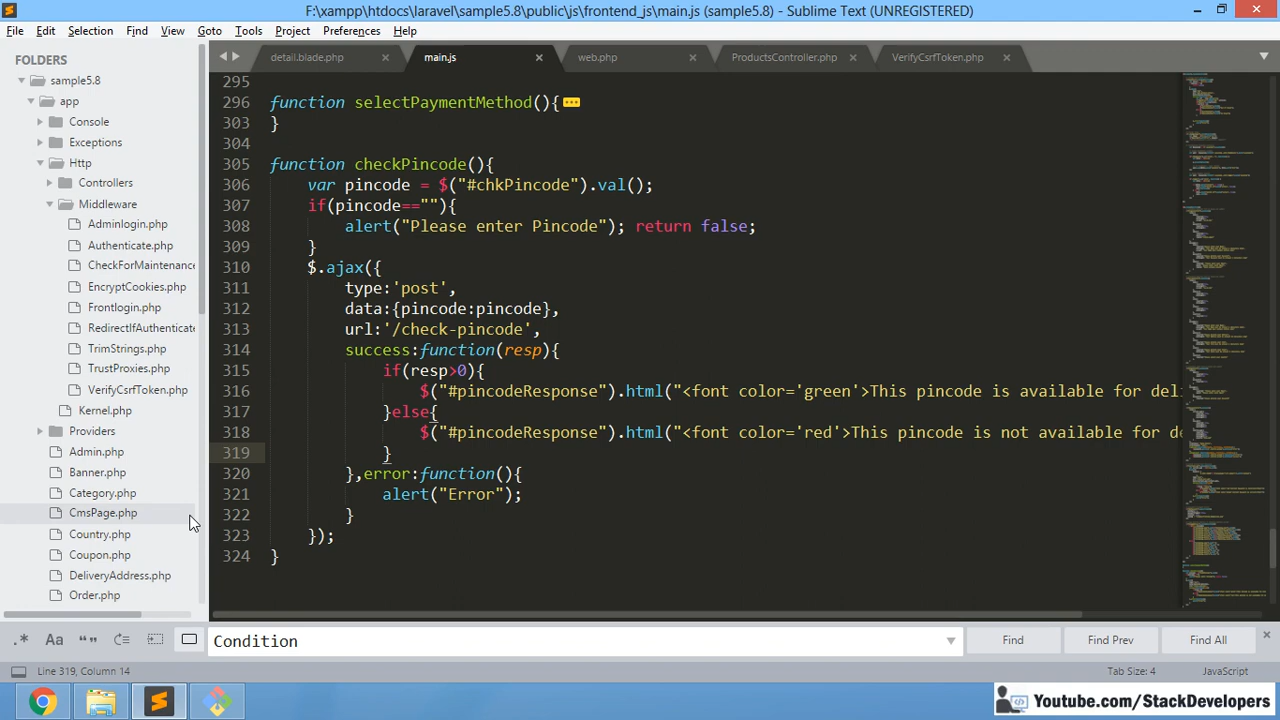 F:\xampp\htdocs\laravel\sample5.8\public\js\frontend_js\main.js (sample5.8) - Sublime Text (UNREGISTERED)
File Edit Selection Find View Goto Tools Project Preferences Help
FOLDERS
sample5.8
app
Console
Exceptions
Http
Controllers
Middleware
Adminlogin.php
Authenticate.php
CheckForMaintenance
EncryptCookies.php
Frontlogin.php
RedirectIfAuthenticate
TrimStrings.php
TrustProxies.php
VerifyCsrfToken.php
Kernel.php
Providers
Admin.php
Banner.php
Category.php
CmsPage.php
Country.php
Coupon.php
DeliveryAddress.php
Order.php
detail.blade.php main.js web.php ProductsController.php VerifyCsrfToken.php
295
296 function selectPaymentMethod(){
303 }
304
305 function checkPincode(){
306 var pincode = $("#chkPincode").val();
307 if(pincode==""){
308 alert("Please enter Pincode"); return false;
309 }
310 $.ajax({
311 type:'post',
312 data:{pincode:pincode},
313 url:'/check-pincode',
314 success:function(resp){
315 if(resp>0){
316 $("#pincodeResponse").html("<font color='green'>This pincode is available for del
317 }else{
318 $("#pincodeResponse").html("<font color='red'>This pincode is not available for de
319 }
320 },error:function(){
321 alert("Error");
322 }
323 });
324 }
.* Aa “ ” Condition Find Find Prev Find All
Line 319, Column 14 Tab Size: 4 JavaScript
Youtube.com/StackDevelopers